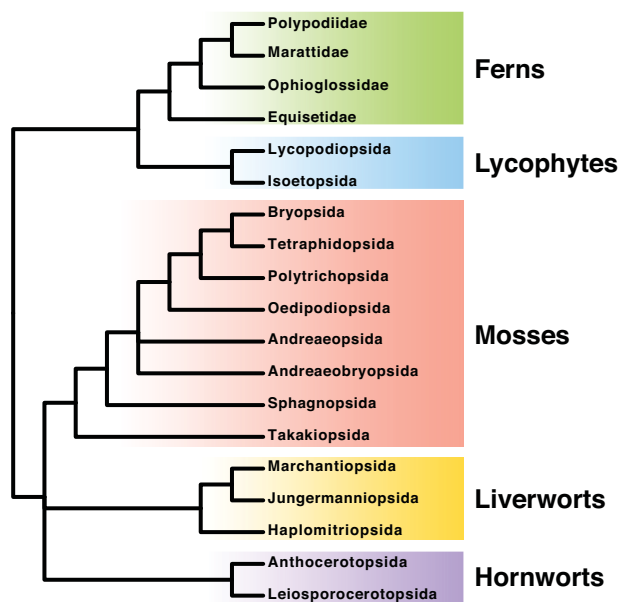 Polypodiidae
Marattidae
Ophioglossidae
Equisetidae
Ferns
Lycopodiopsida
Isoetopsida
Lycophytes
Bryopsida
Tetraphidopsida
Polytrichopsida
Oedipodiopsida
Andreaeopsida
Andreaeobryopsida
Sphagnopsida
Takakiopsida
Mosses
Marchantiopsida
Jungermanniopsida
Haplomitriopsida
Liverworts
Anthocerotopsida
Leiosporocerotopsida
Hornworts